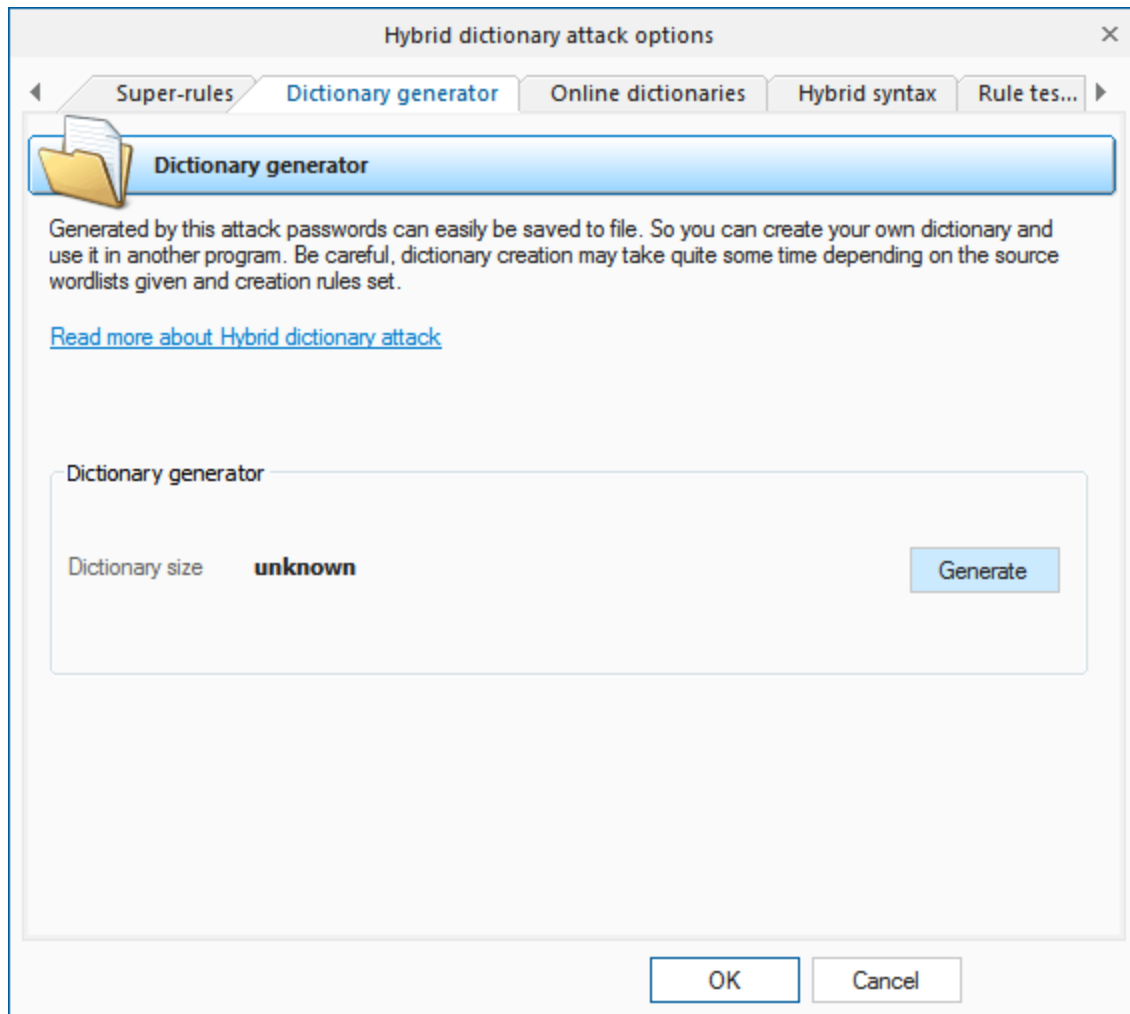 Hybrid dictionary attack options
Super-rules
Dictionary generator
Online dictionaries
Hybrid syntax
Rule tes...
Dictionary generator
Generated by this attack passwords can easily be saved to file. So you can create your own dictionary and
use it in another program. Be careful, dictionary creation may take quite some time depending on the source
wordlists given and creation rules set.
Read more about Hybrid dictionary attack
Dictionary generator
Dictionary size unknown
Generate
OK
Cancel